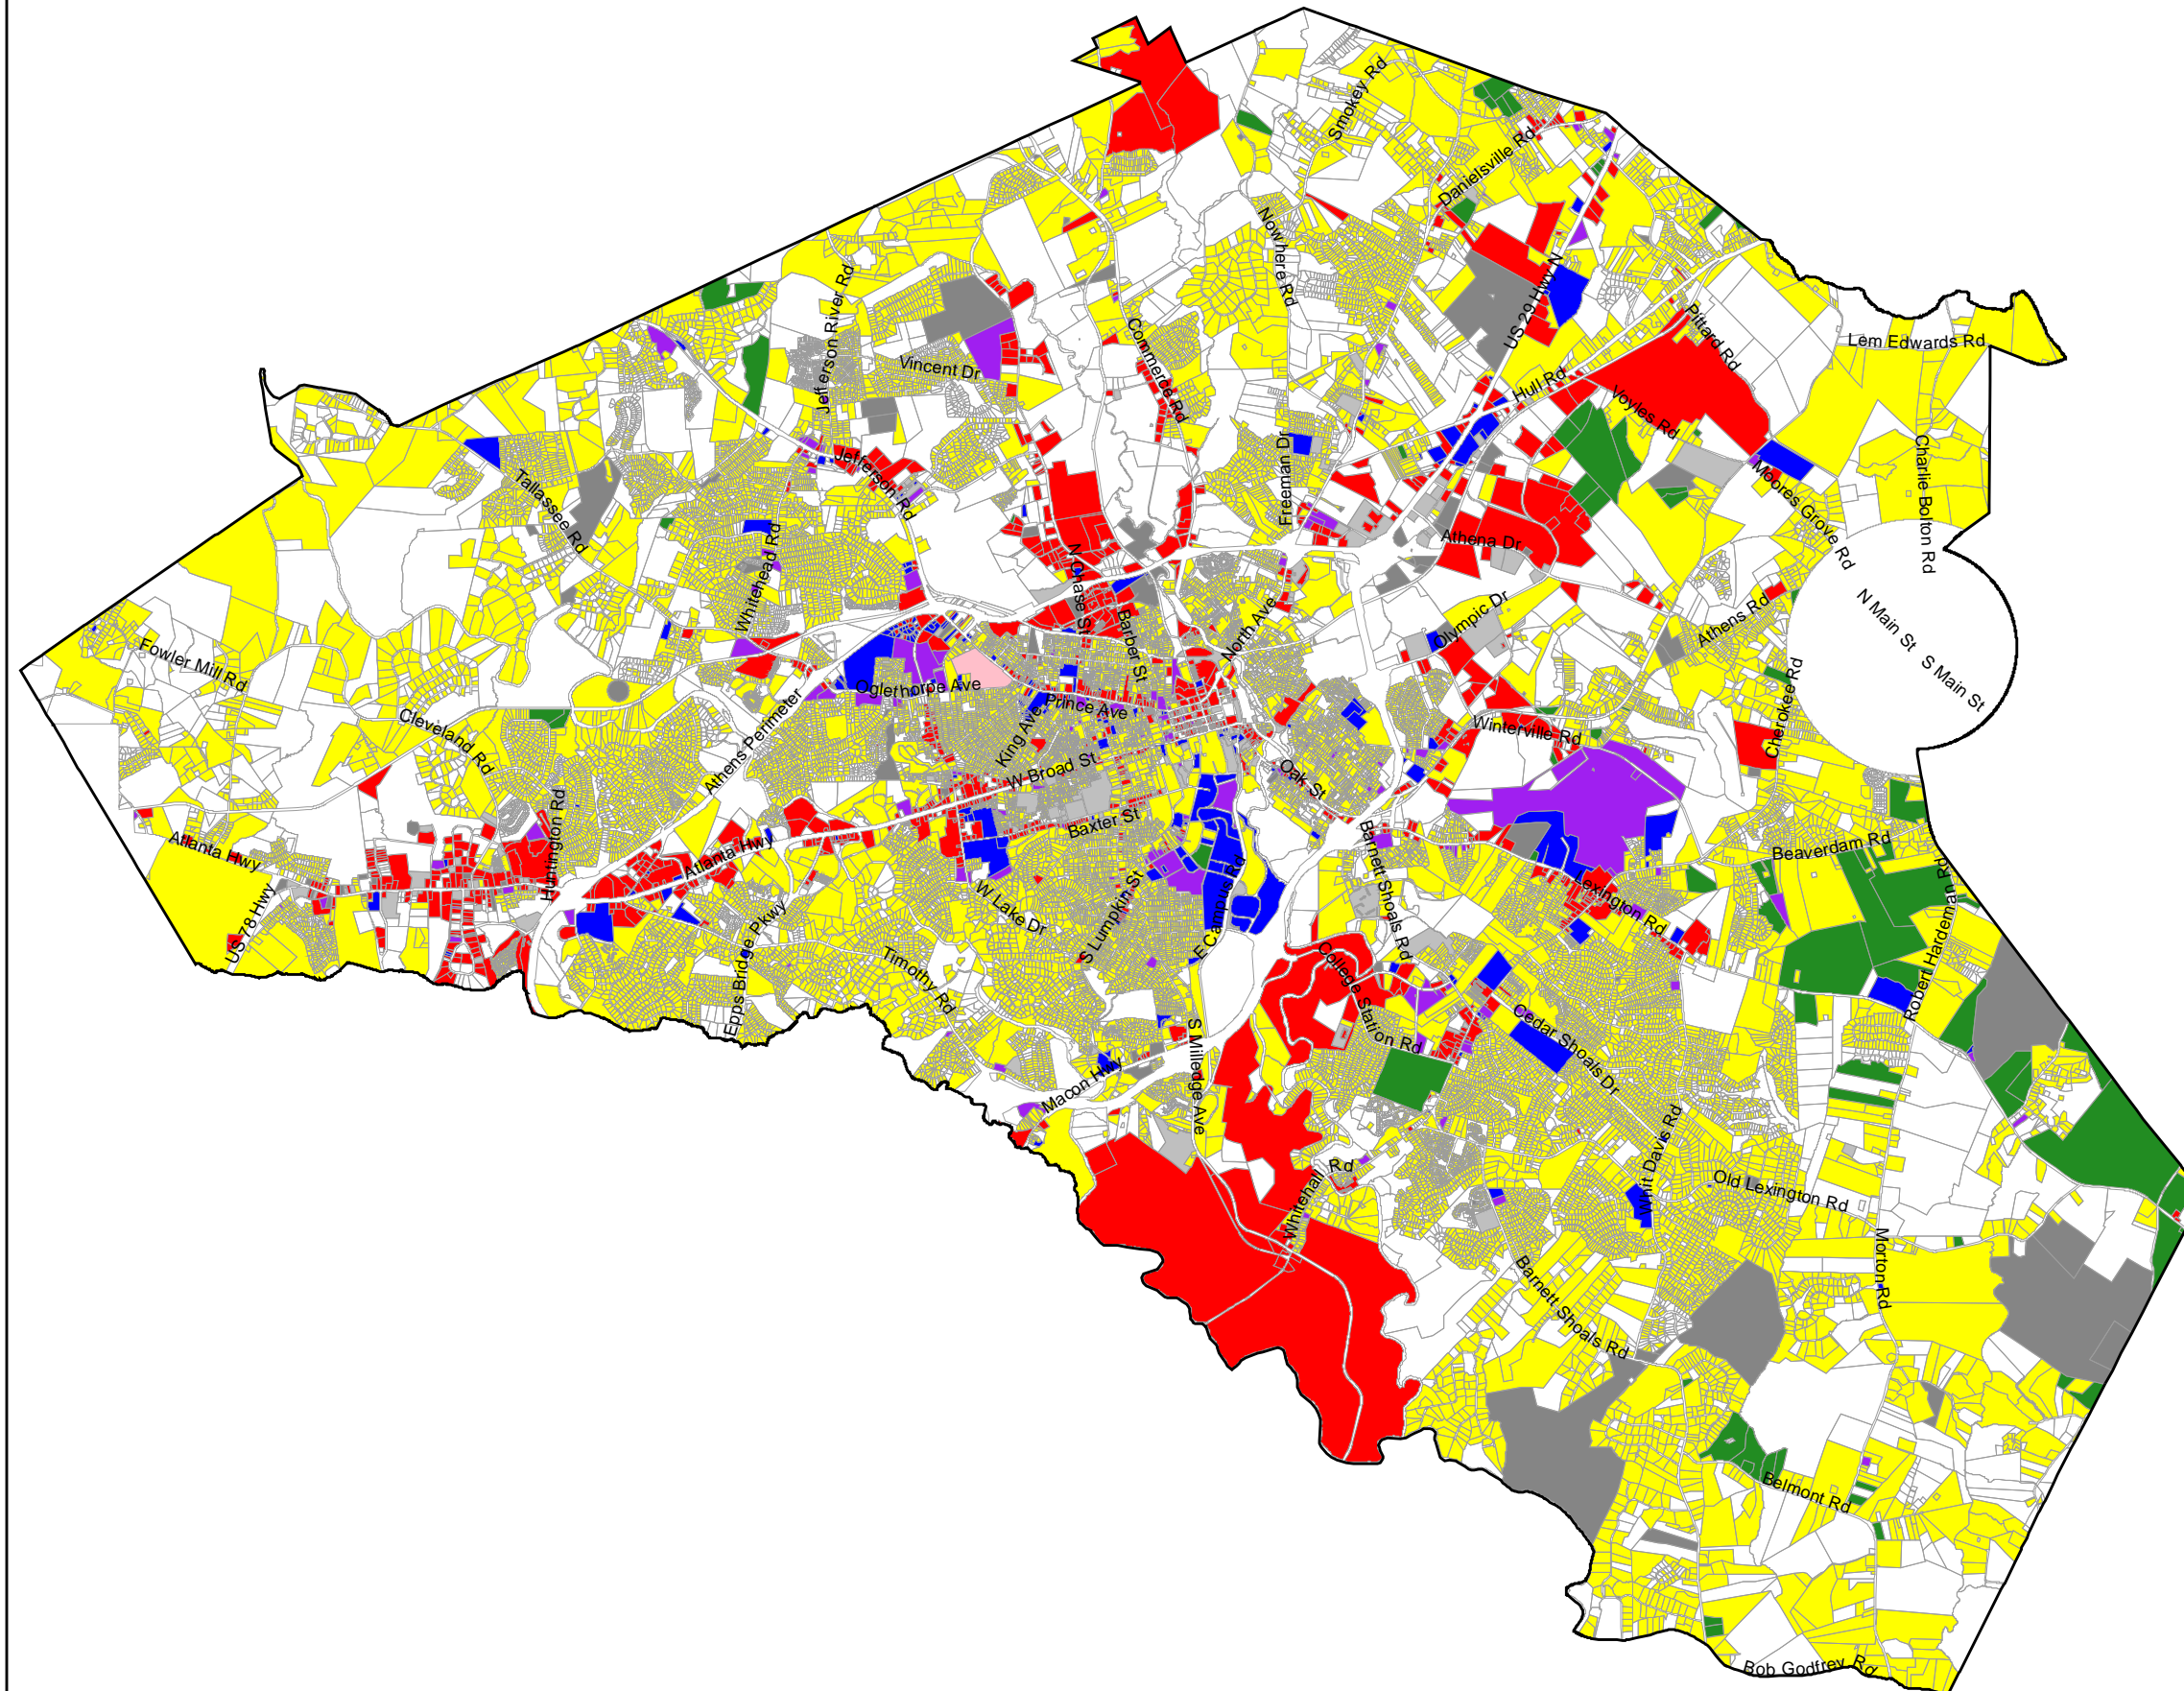 Smokey Rd
Danielsville Rd
Nowhere Rd
US 29 Hwy N
Jefferson River Rd
Vincent Dr
Commerce Rd
Pittard Rd
Lem Edwards Rd
Hull Rd
Voyles Rd
Freeman Dr
Jefferson Rd
Tallassee Rd
Moores Grove Rd
Charlie Bolton Rd
Athena Dr
Whitehead Rd
N Chase St
Barber St
North Ave
Olympic Dr
Athens Rd
N Main St
S Main St
Fowler Mill Rd
Oglethorpe Ave
Prince Ave
King Ave
Cherokee Rd
Cleveland Rd
Athens Perimeter
Winterville Rd
W Broad St
Oak St
Huntington Rd
Baxter St
Atlanta Hwy
Atlanta Hwy
Barnett Shoals Rd
Beaverdam Rd
Robert Hardeman Rd
Lexington Rd
US 78 Hwy
W Lake Dr
S Lumpkin St
E Campus Rd
Epps Bridge Pkwy
Timothy Rd
College Station Rd
Cedar Shoals Dr
S Milledge Ave
Macon Hwy
Whit Davis Rd
Whitehall Rd
Old Lexington Rd
Morton Rd
Barnett Shoals Rd
Belmont Rd
Bob Godfrey Rd